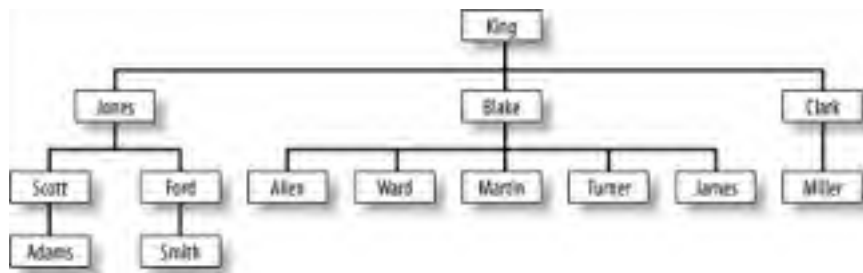 King
Jones Blake Clark
Scott Ford Allen Ward Martin Turner James Miller
Adams Smith